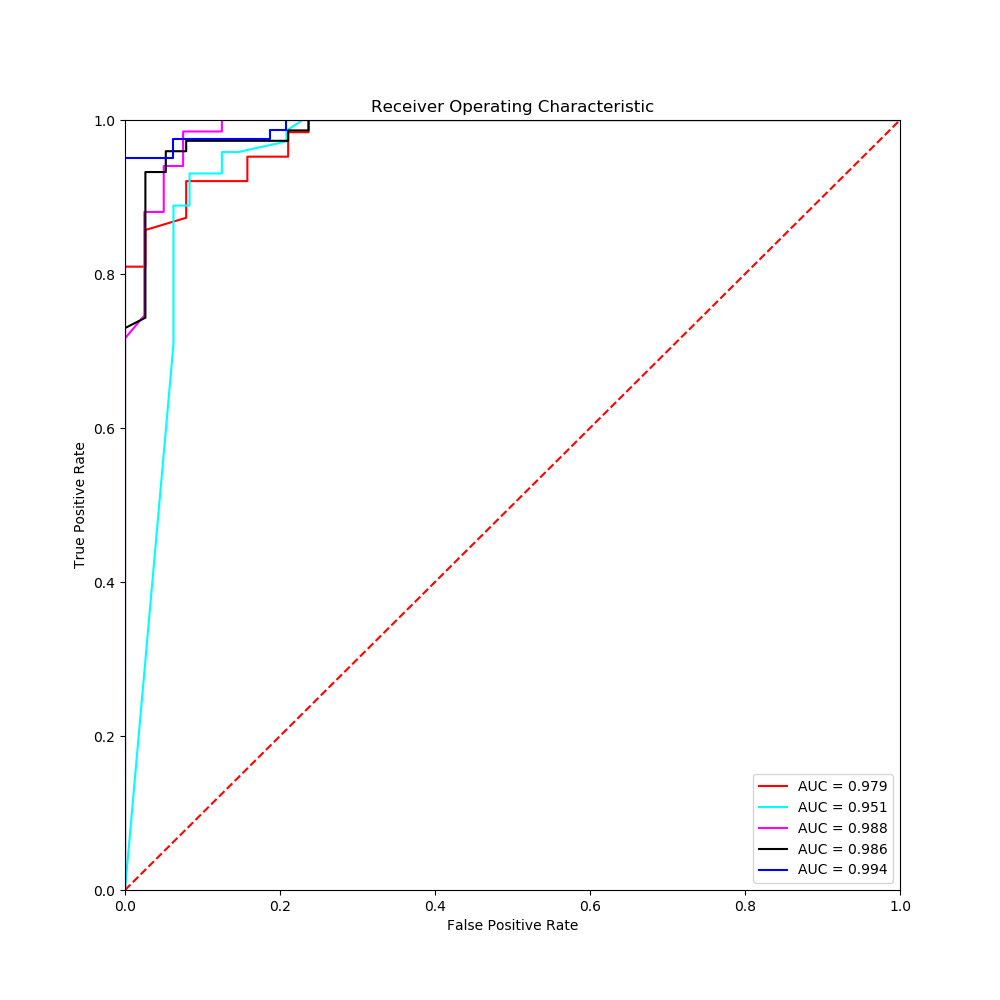 Receiver Operating Characteristic
True Positive Rate
1.0
0.8
0.6
0.4
0.2
0.0
0.0 0.2 0.4 0.6 0.8 1.0
False Positive Rate
AUC = 0.979
AUC = 0.951
AUC = 0.988
AUC = 0.986
AUC = 0.994